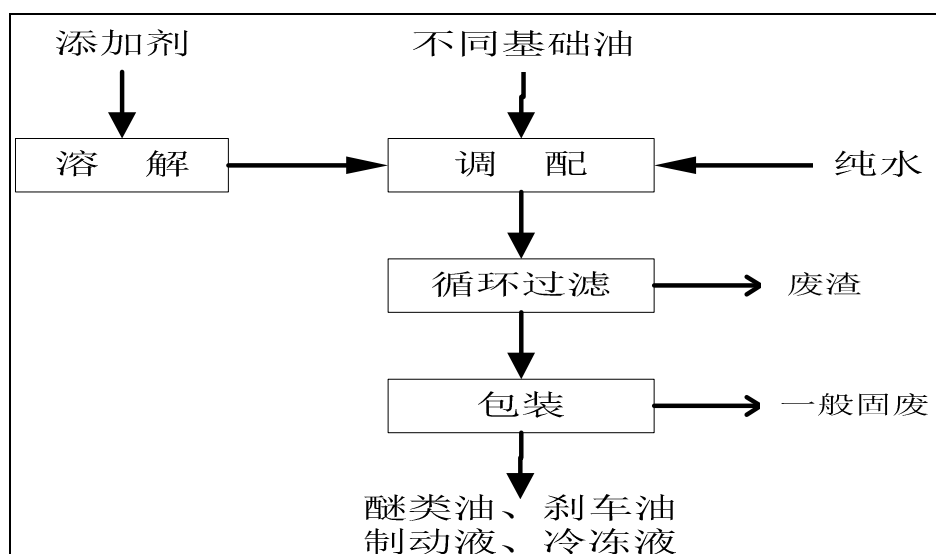 添加剂
不同基础油
溶 解
调 配
纯水
循环过滤
废渣
包装
一般固废
醚类油、刹车油
制动液、冷冻液